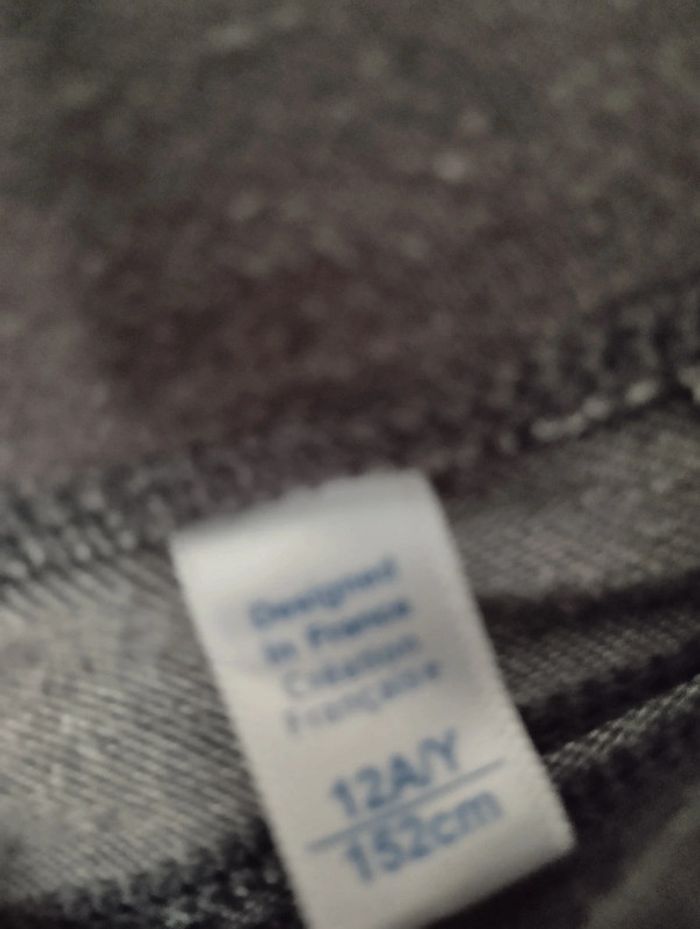 Designed
in France
Création
Française
12A/Y
152cm